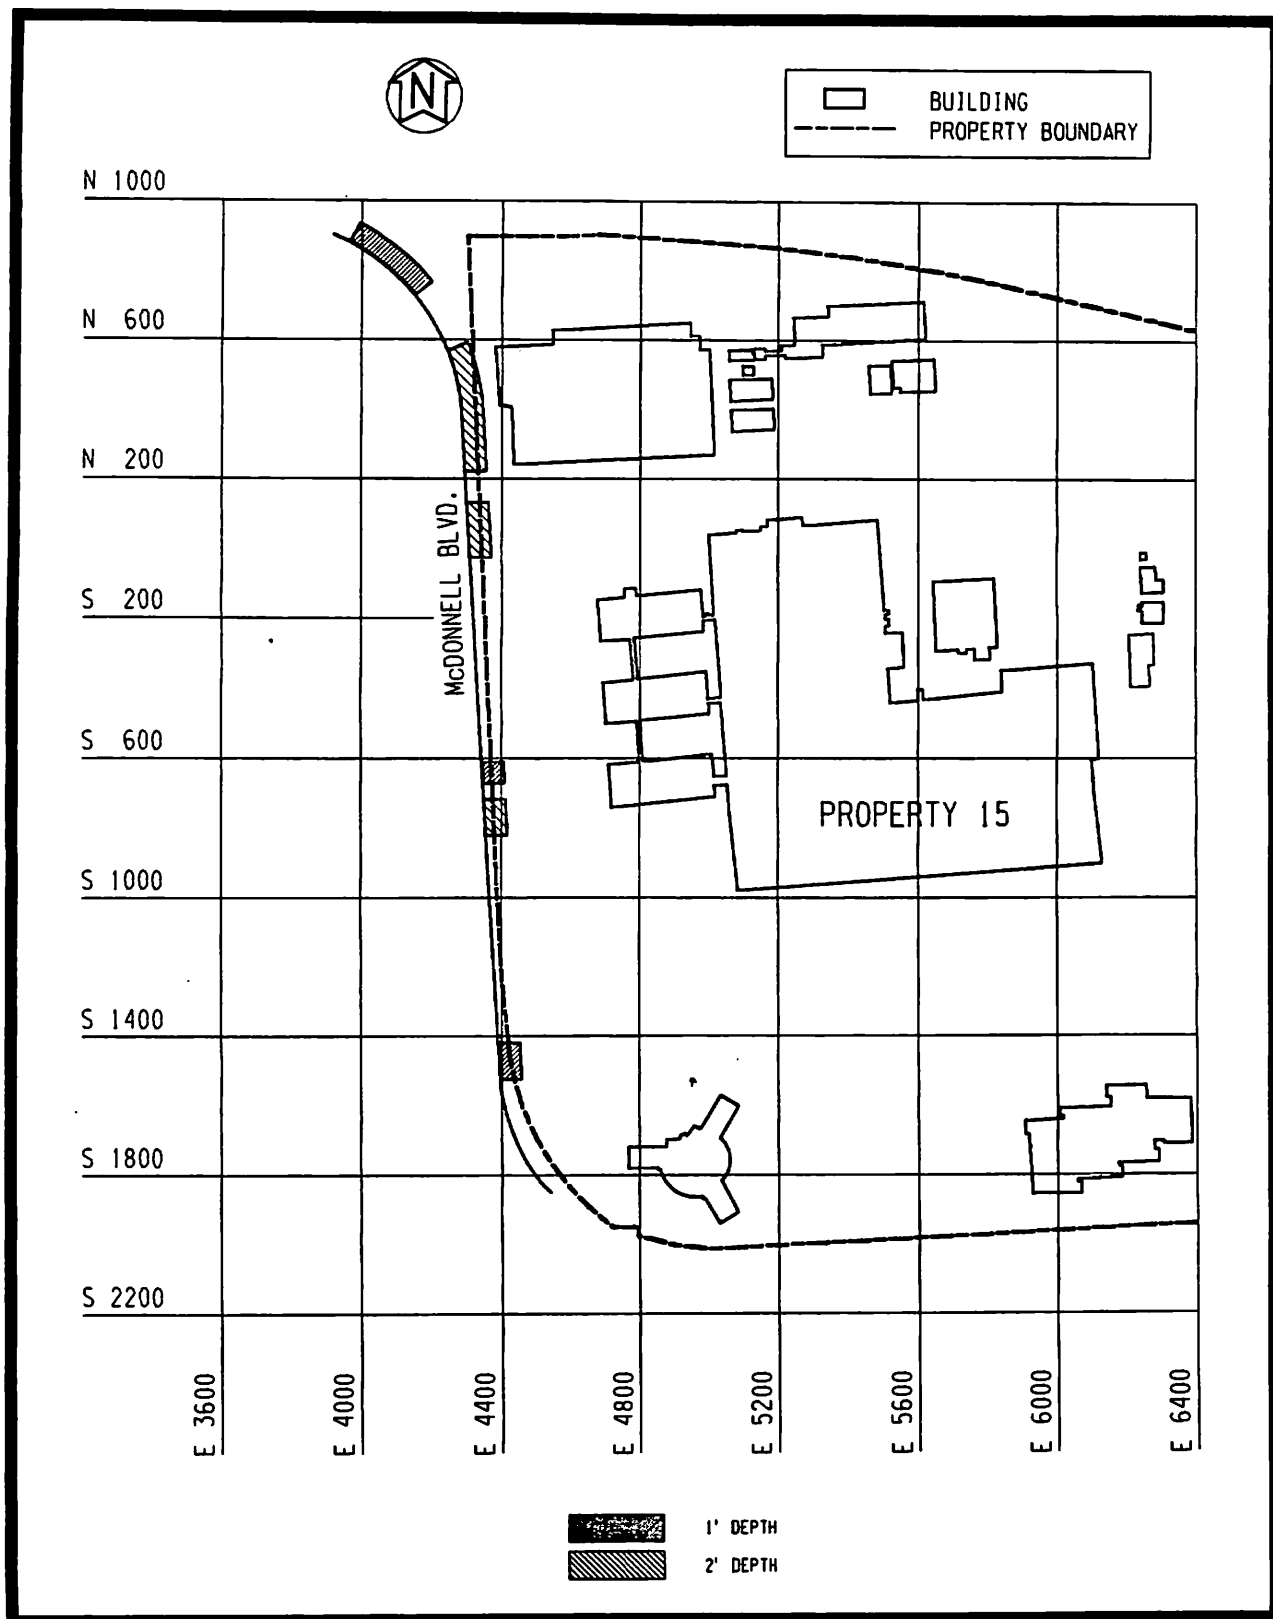 N
BUILDING
PROPERTY BOUNDARY
N 1000
N 600
N 200
McDONNELL BLVD.
S 200
S 600
PROPERTY 15
S 1000
S 1400
S 1800
S 2200
E 3600
E 4000
E 4400
E 4800
E 5200
E 5600
E 6000
E 6400
1' DEPTH
2' DEPTH